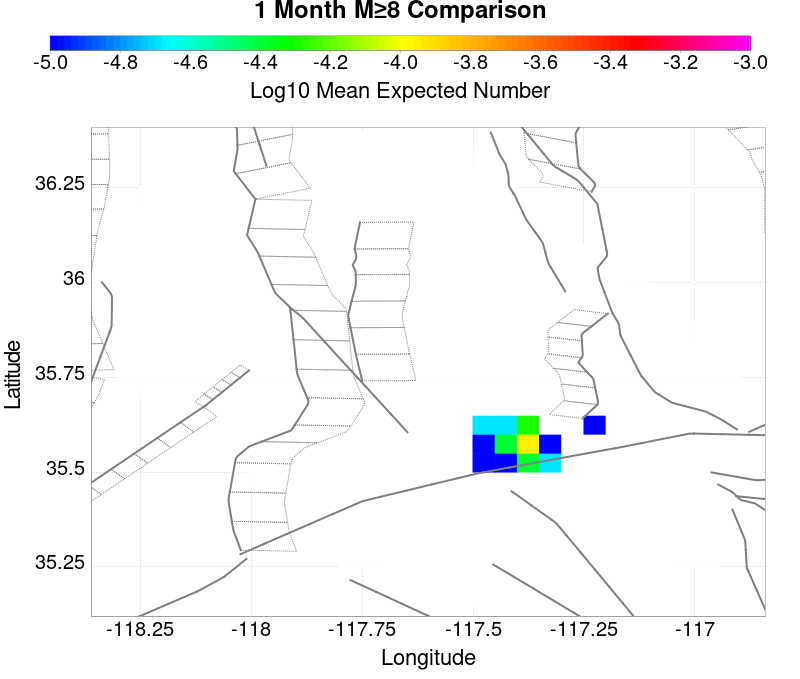 1 Month M≥8 Comparison
-5.0 -4.8 -4.6 -4.4 -4.2 -4.0 -3.8 -3.6 -3.4 -3.2 -3.0
Log10 Mean Expected Number
36.25
36
35.75
35.5
35.25
Latitude
-118.25 -118 -117.75 -117.5 -117.25 -117
Longitude